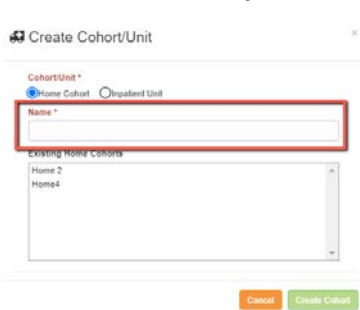 Create Cohort/Unit
×
Cohort/Unit *
Home Cohort Inpatient Unit
Name *
Existing Home Cohorts
Home 2
Home4
Cancel Create Cohort